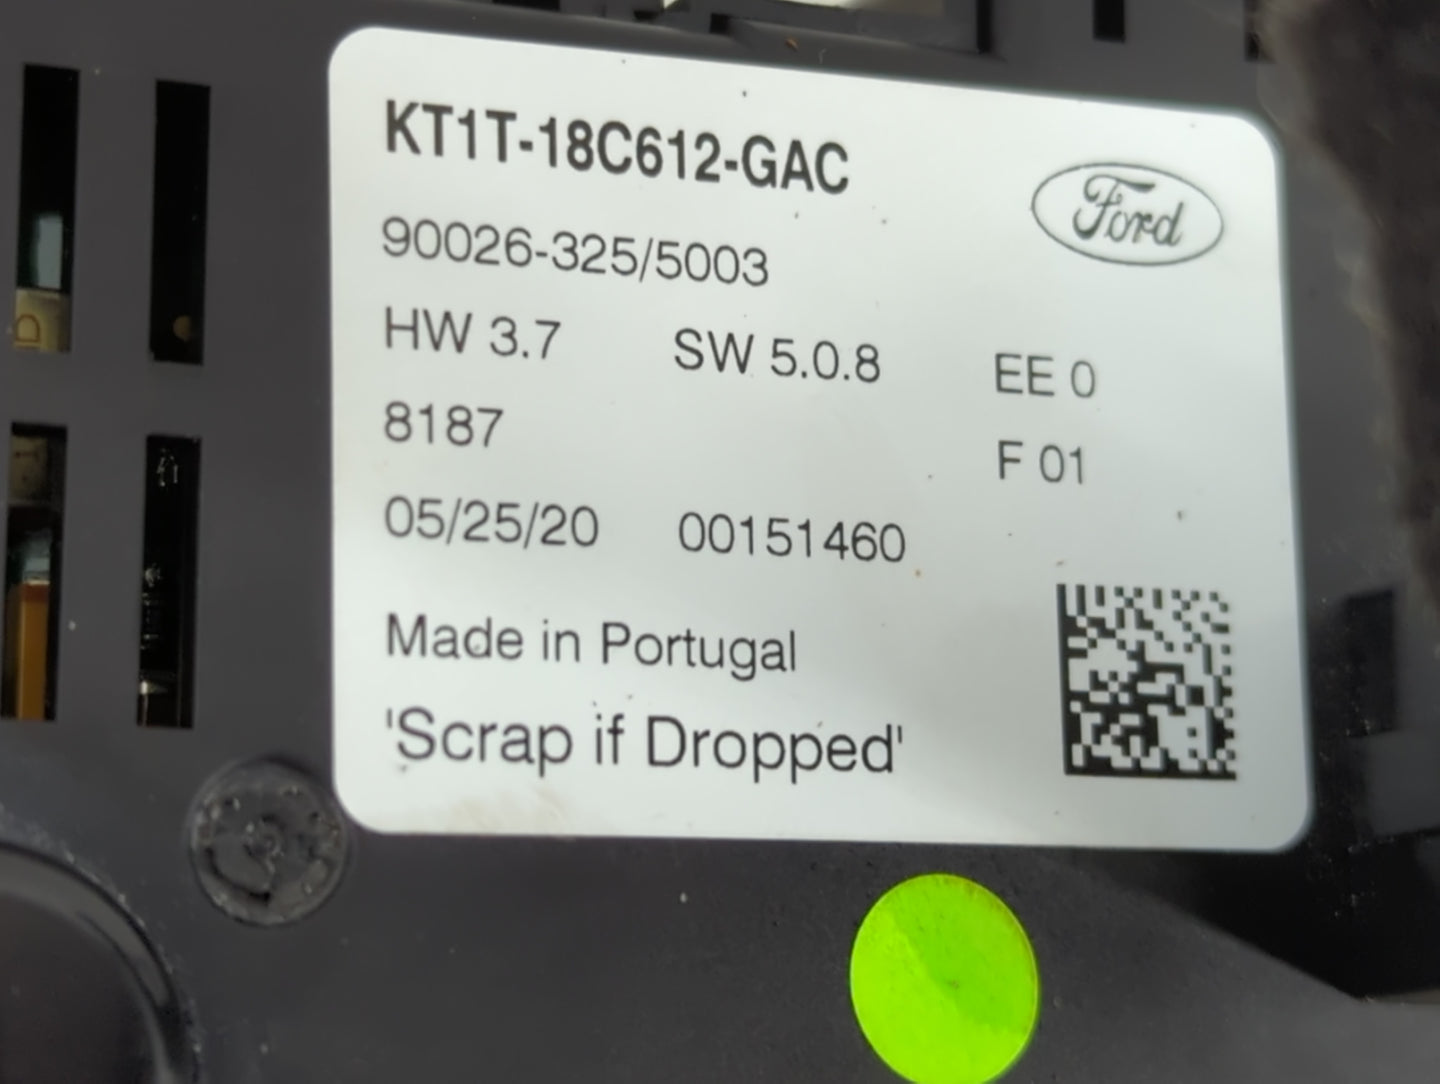 KT1T-18C612-GAC
Ford
90026-325/5003
HW 3.7 SW 5.0.8 EE 0
8187 F 01
05/25/20 00151460
Made in Portugal
'Scrap if Dropped'